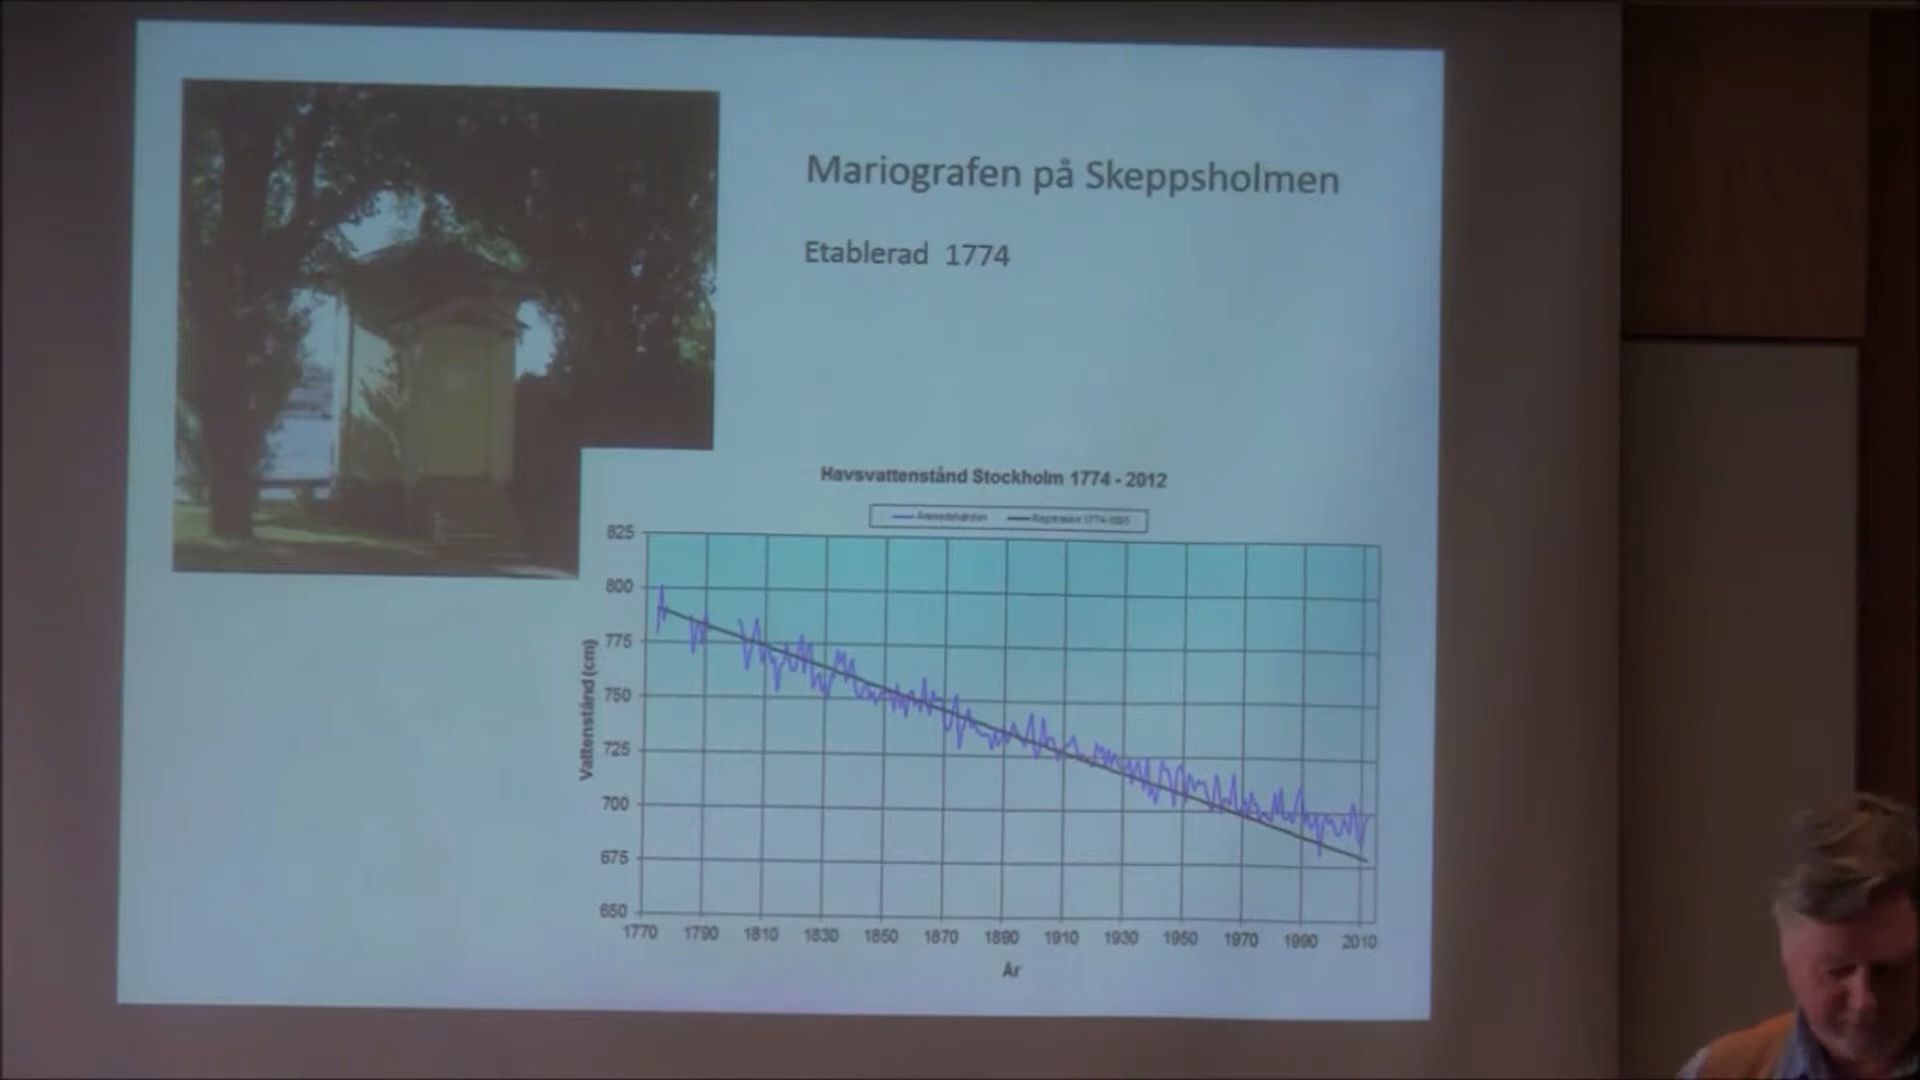 Mariografen på Skeppsholmen
Etablerad 1774
Havsvattenstånd Stockholm 1774 - 2012
825
800
775
750
725
700
675
650
Vattenstånd (cm)
1770 1790 1810 1830 1850 1870 1890 1910 1930 1950 1970 1990 2010
År